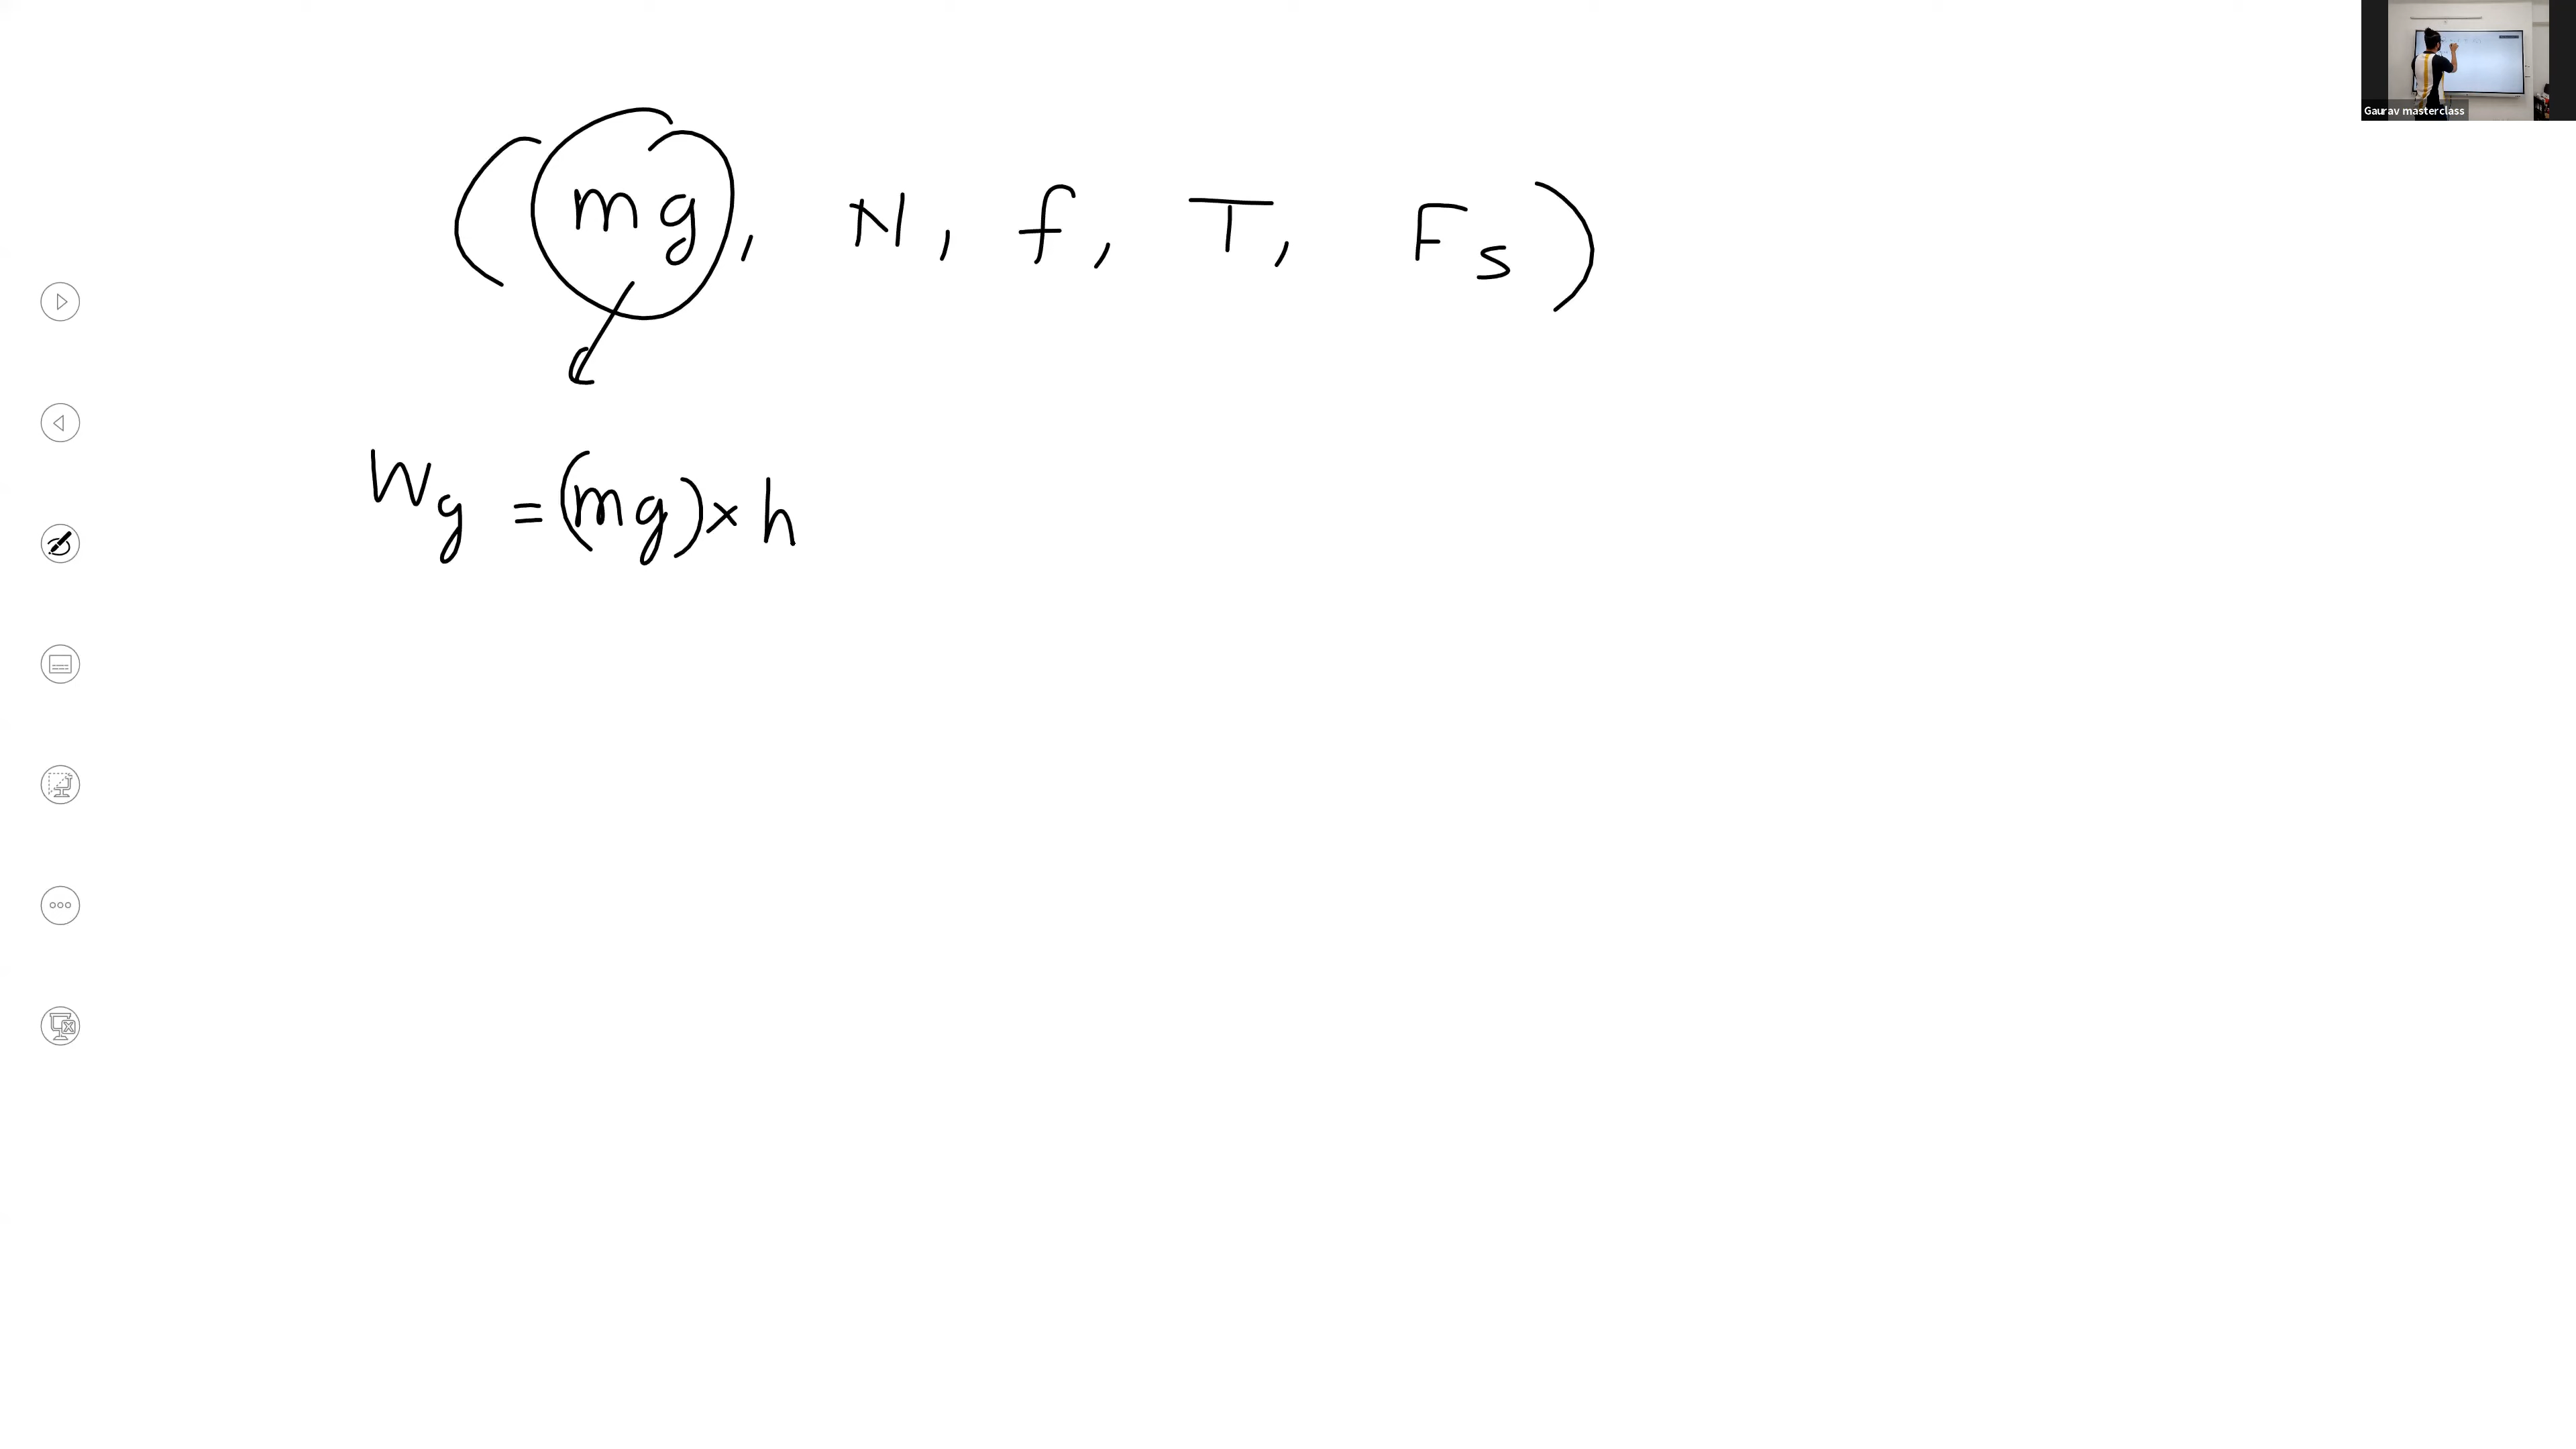 Gaurav masterclass
(mg, N, f, T, Fs)
Wg = (mg)×h